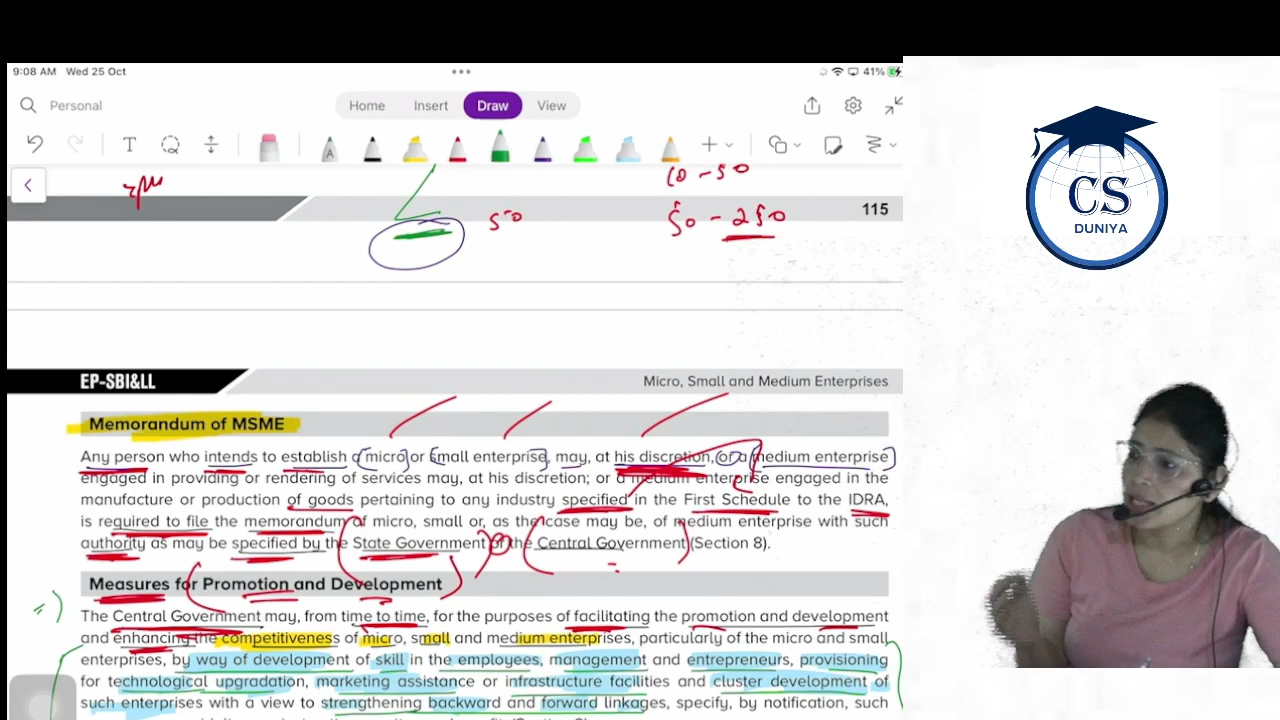 9:08 AM Wed 25 Oct
41%
Personal
Home Insert Draw View
T
A
10 - 50
115
50
50 - 250
EP-SBI&LL
Micro, Small and Medium Enterprises
Memorandum of MSME
Any person who intends to establish a micro or small enterprise, may, at his discretion, or a medium enterprise
engaged in providing or rendering of services may, at his discretion; or a medium enterprise engaged in the
manufacture or production of goods pertaining to any industry specified in the First Schedule to the IDRA,
is required to file the memorandum of micro, small or, as the case may be, of medium enterprise with such
authority as may be specified by the State Government or the Central Government (Section 8).
Measures for Promotion and Development
The Central Government may, from time to time, for the purposes of facilitating the promotion and development
and enhancing the competitivenes of micro, small and medium enterprises, particularly of the micro and small
enterprises, by way of development of skill in the employees, management and entrepreneurs, provisioning
for technological upgradation, marketing assistance or infrastructure facilities and cluster development of
such enterprises with a view to strengthening backward and forward linkages, specify, by notification, such
CS
DUNIYA